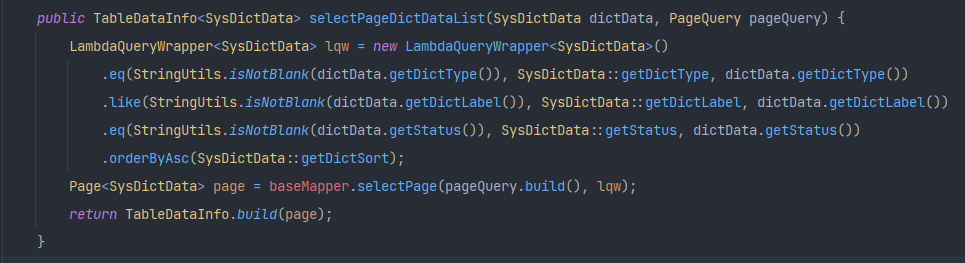 public TableDataInfo<SysDictData> selectPageDictDataList(SysDictData dictData, PageQuery pageQuery) {
LambdaQueryWrapper<SysDictData> lqw = new LambdaQueryWrapper<SysDictData>()
.eq(StringUtils.isNotBlank(dictData.getDictType()), SysDictData::getDictType, dictData.getDictType())
.like(StringUtils.isNotBlank(dictData.getDictLabel()), SysDictData::getDictLabel, dictData.getDictLabel())
.eq(StringUtils.isNotBlank(dictData.getStatus()), SysDictData::getStatus, dictData.getStatus())
.orderByAsc(SysDictData::getDictSort);
Page<SysDictData> page = baseMapper.selectPage(pageQuery.build(), lqw);
return TableDataInfo.build(page);
}